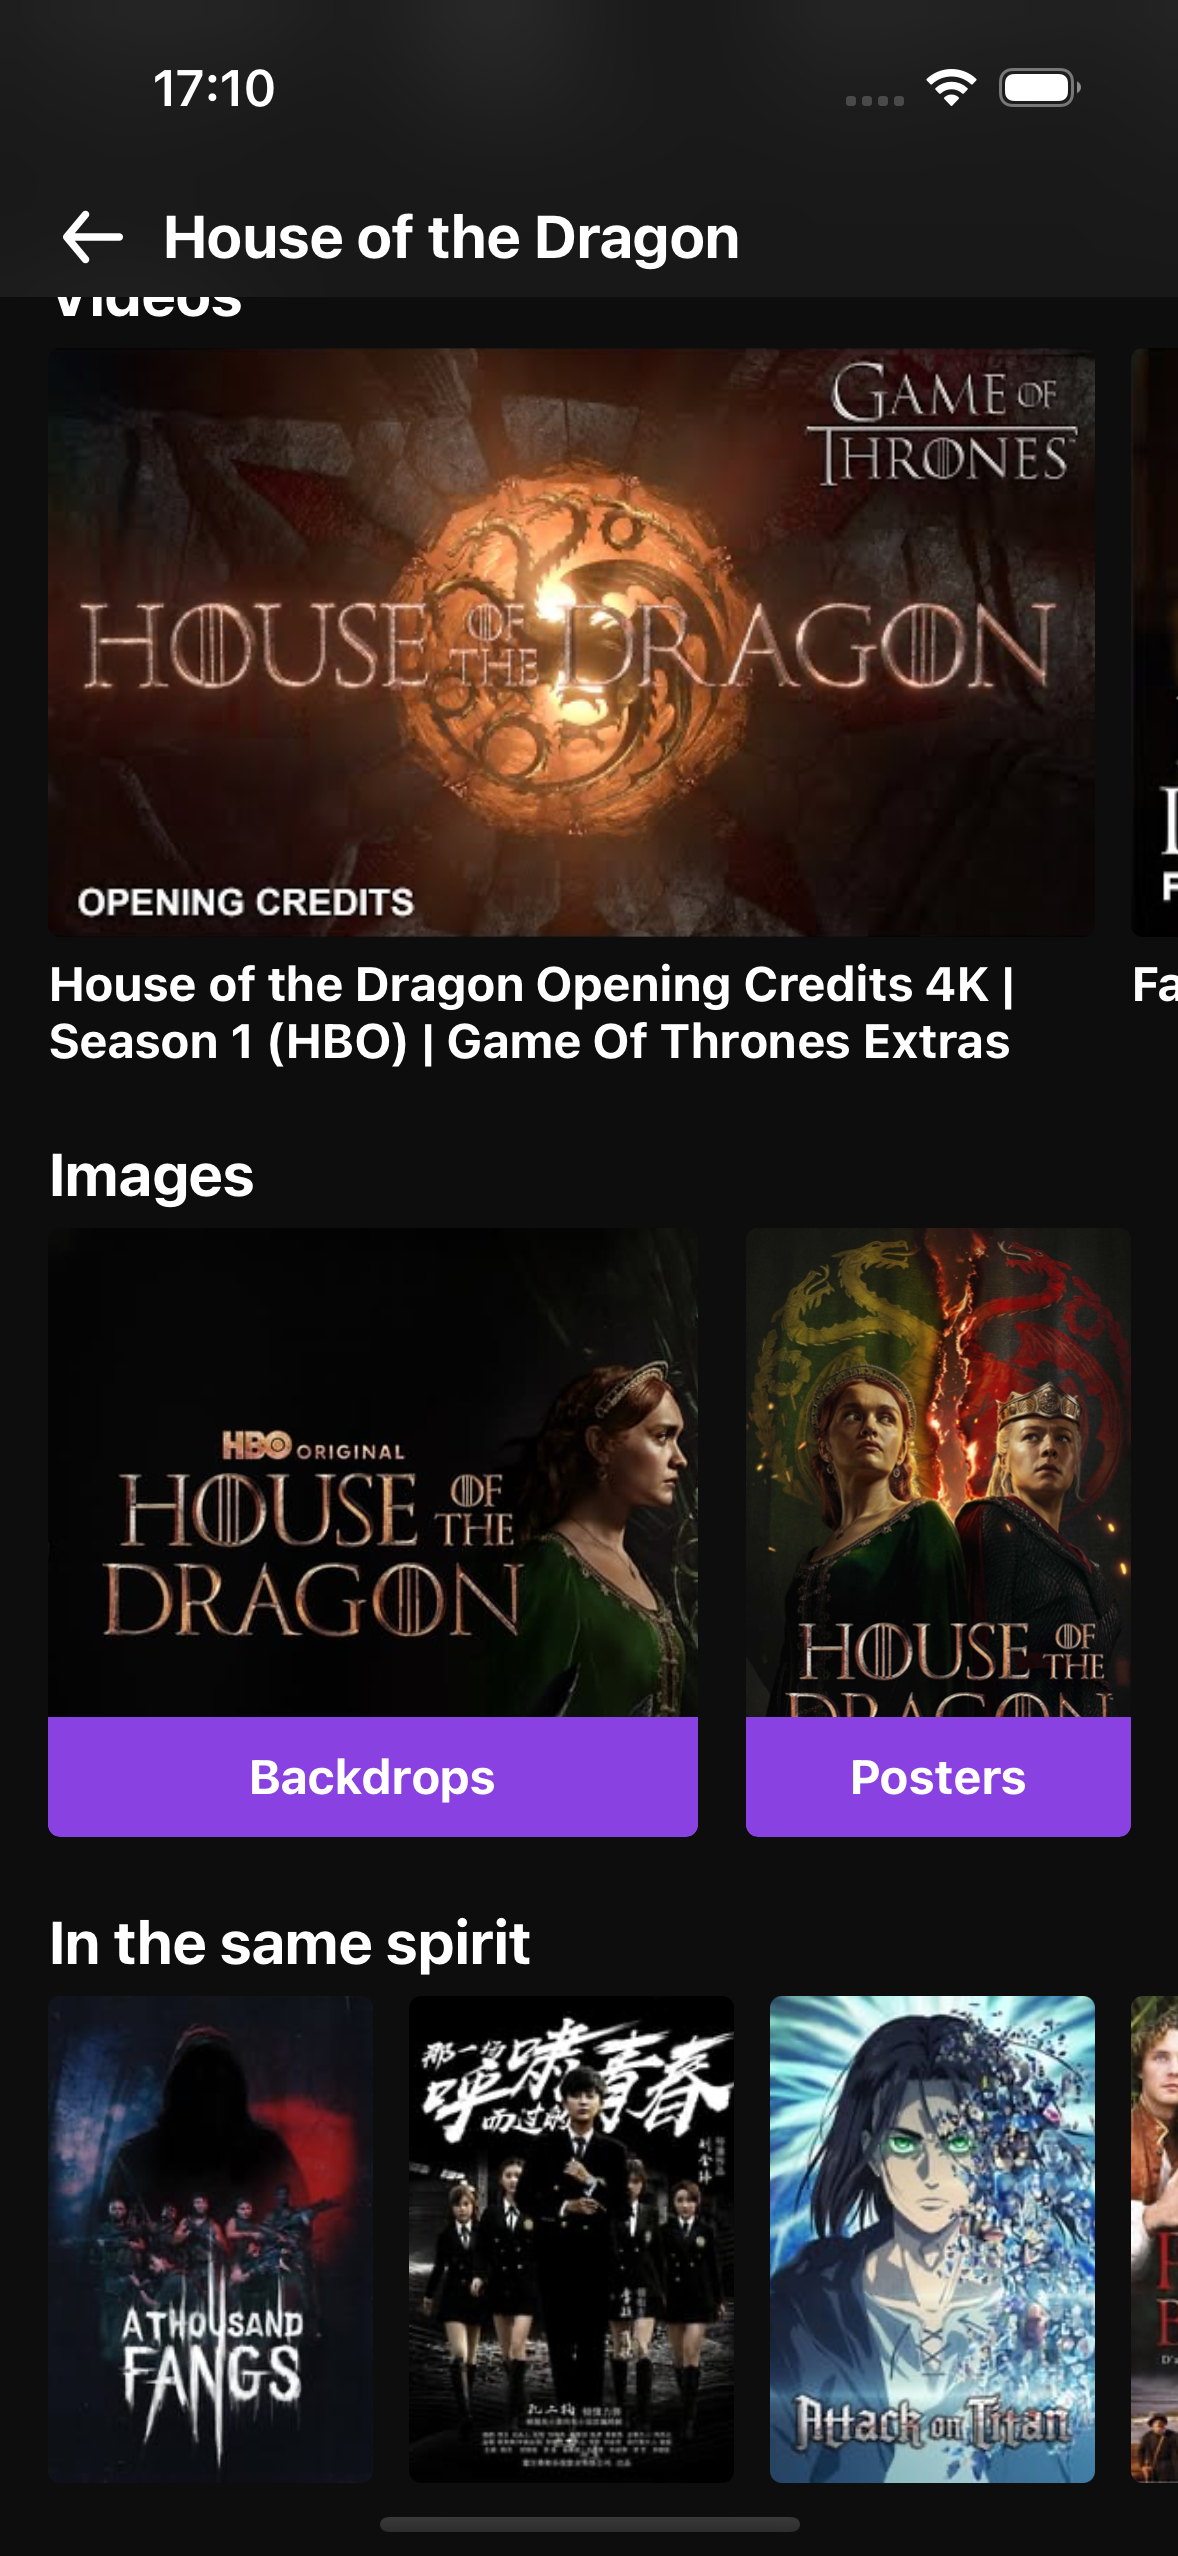 17:10
House of the Dragon
Videos
GAME OF
THRONES
HOUSE OF THE DRAGON
OPENING CREDITS
House of the Dragon Opening Credits 4K |
Season 1 (HBO) | Game Of Thrones Extras
Fa
Images
HBO ORIGINAL
HOUSE OF THE
DRAGON
HOUSE OF THE
DRAGON
Backdrops
Posters
In the same spirit
A THOUSAND
FANGS
那一场
呼啸青春
而过的
Attack on Titan